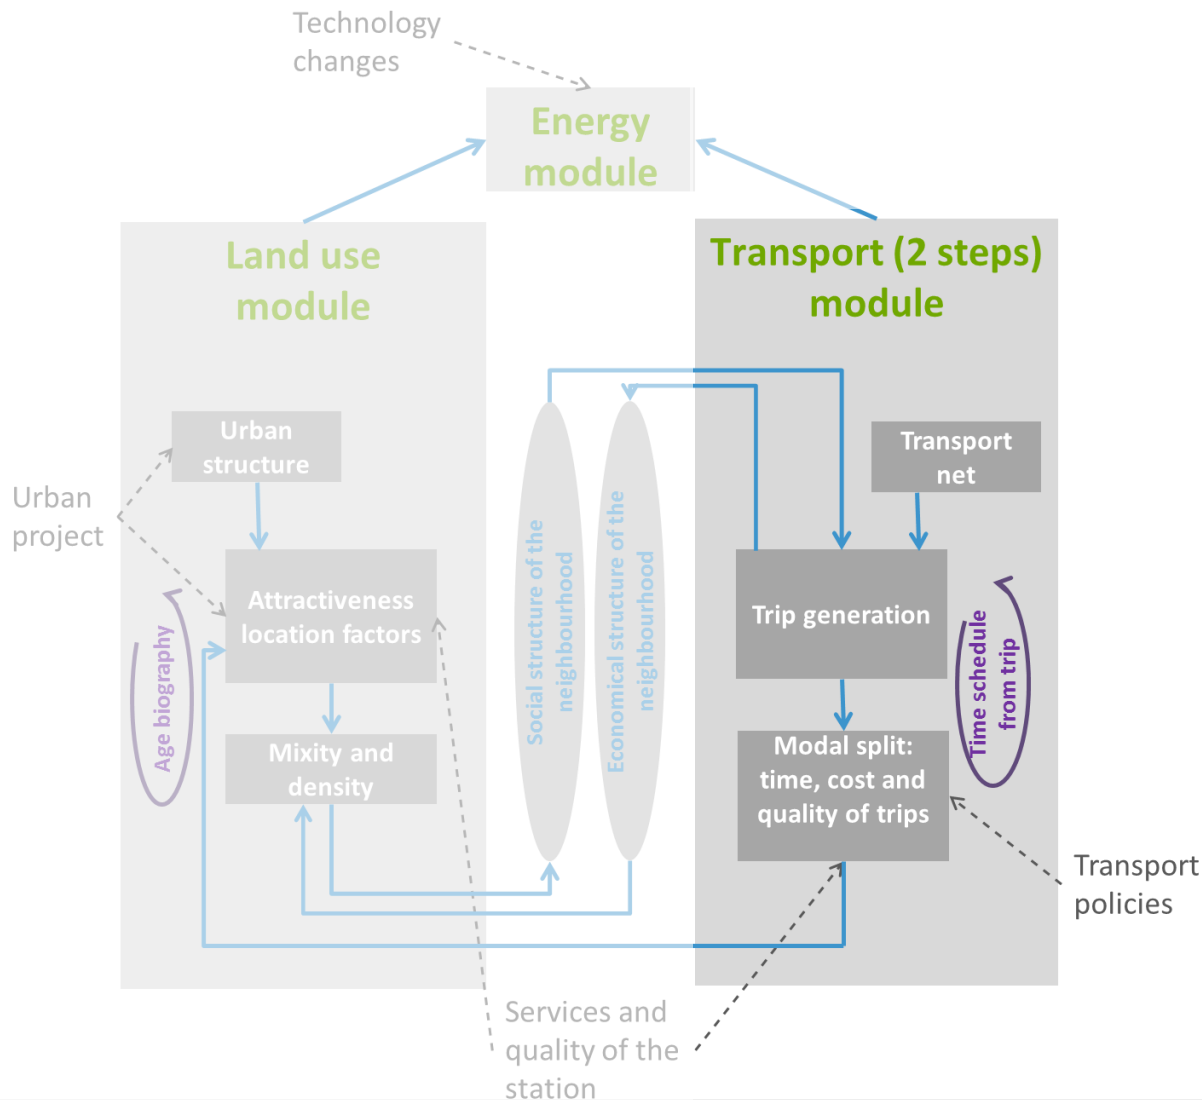 Technology
changes
Energy
module
Land use
module
Transport (2 steps)
module
Urban
structure
Transport
net
Urban
project
Attractiveness
location factors
Social structure of the
neighbourhood
Economical structure of the
neighbourhood
Trip generation
Age biography
Time schedule
from trip
Mixity and
density
Modal split:
time, cost and
quality of trips
Transport
policies
Services and
quality of the
station